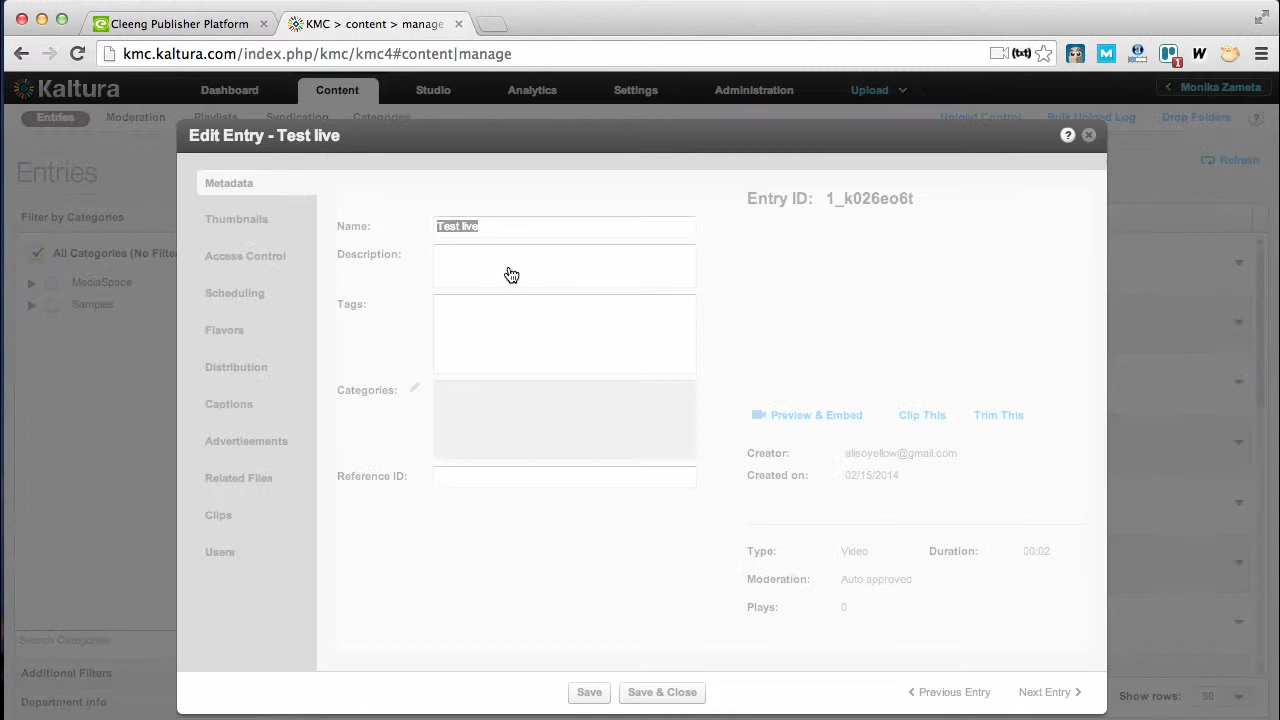 Cleeng Publisher Platform
KMC > content > manage
kmc.kaltura.com/index.php/kmc/kmc4#content|manage
(txt)
M
1
W
Kaltura
Dashboard
Content
Studio
Analytics
Settings
Administration
Upload
Monika Zameta
Entries
Moderation
Playlists
Syndication
Categories
Upload Control
Bulk Upload Log
Drop Folders
?
Edit Entry - Test live
?
Entries
Refresh
Filter by Categories
All Categories (No Filte
MediaSpace
Samples
Search Categories
Additional Filters
Department info
Metadata
Thumbnails
Access Control
Scheduling
Flavors
Distribution
Captions
Advertisements
Related Files
Clips
Users
Name:
Test live
Description:
Tags:
Categories:
Reference ID:
Entry ID: 1_k026eo6t
Preview & Embed
Clip This
Trim This
Creator: alisoyellow@gmail.com
Created on: 02/15/2014
Type: Video
Duration: 00:02
Moderation: Auto approved
Plays: 0
Save
Save & Close
Previous Entry
Next Entry
Show rows: 50